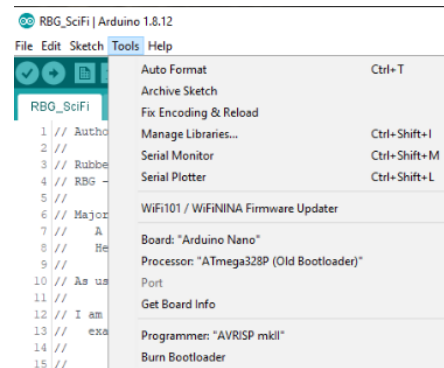 RBG_SciFi | Arduino 1.8.12
File Edit Sketch Tools Help
Auto Format Ctrl+T
Archive Sketch
Fix Encoding & Reload
Manage Libraries... Ctrl+Shift+I
Serial Monitor Ctrl+Shift+M
Serial Plotter Ctrl+Shift+L
WiFi101 / WiFiNINA Firmware Updater
Board: "Arduino Nano"
Processor: "ATmega328P (Old Bootloader)"
Port
Get Board Info
Programmer: "AVRISP mkII"
Burn Bootloader
RBG_SciFi
1 // Autho
2 //
3 // Rubbe
4 // RBG -
5 //
6 // Major
7 // A
8 // He
9 //
10 // As us
11 //
12 // I am
13 // exa
14 //
15 //